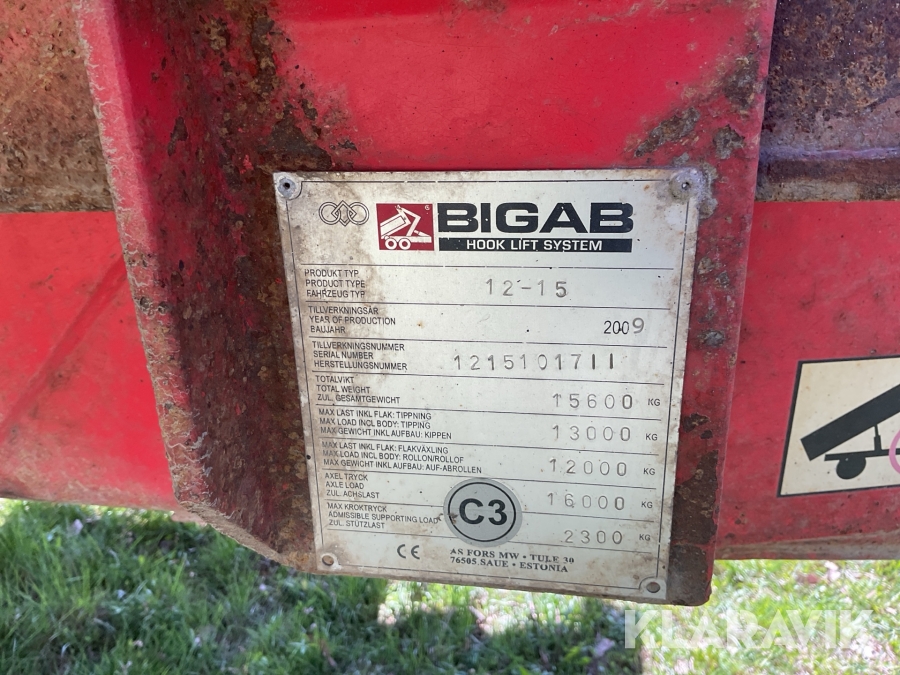 BIGAB
HOOK LIFT SYSTEM
PRODUKT TYP
PRODUCT TYPE
FAHRZEUG TYP
12-15
TILLVERKNINGSÅR
YEAR OF PRODUCTION
BAUJAHR
2009
TILLVERKNINGSNUMMER
SERIAL NUMBER
HERSTELLUNGSNUMMER
1215101711
TOTALVIKT
TOTAL WEIGHT
ZUL. GESAMTGEWICHT
15600 KG
MAX LAST INKL FLAK: TIPPNING
MAX LOAD INCL BODY: TIPPING
MAX GEWICHT INKL AUFBAU: KIPPEN
13000 KG
MAX LAST INKL FLAK: FLAKVÄXLING
MAX LOAD INCL BODY: ROLLON/ROLLOF
MAX GEWICHT INKL AUFBAU: AUF-ABROLLEN
12000 KG
AXEL TRYCK
AXLE LOAD
ZUL. ACHSLAST
16000 KG
MAX KROKTRYCK
ADMISSIBLE SUPPORTING LOAD
ZUL. STÜTZLAST
2300 KG
C3
CE
AS FORS MW · TULE 30
76505 SAUE · ESTONIA
KLARAVIK